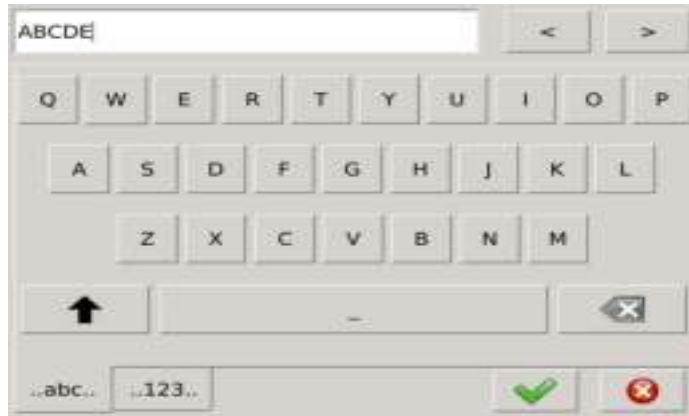 ABCDE < >
Q W E R T Y U I O P
A S D F G H J K L
Z X C V B N M
_
..abc.. ..123..